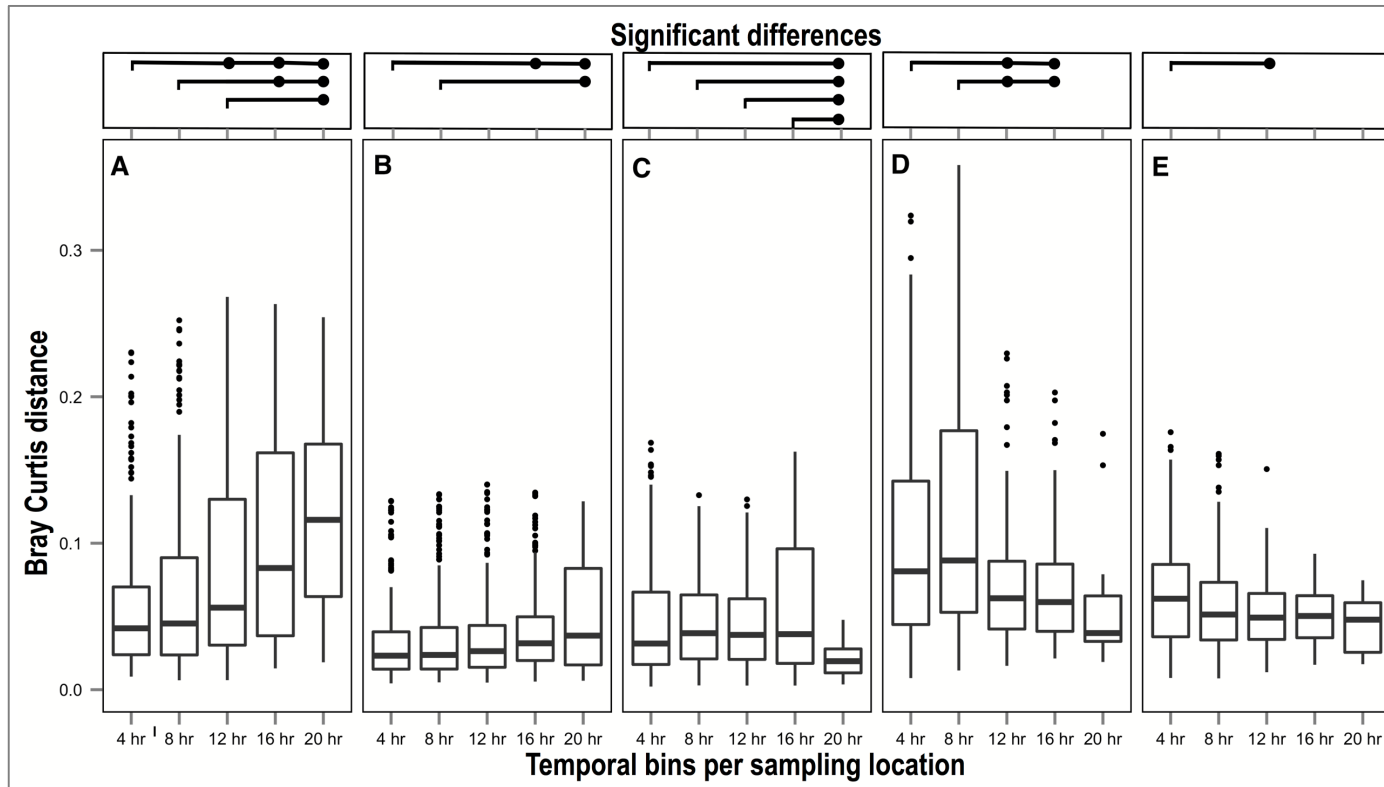 Significant differences
A B C D E
0.3
0.2
0.1
0.0
Bray Curtis distance
4 hr 8 hr 12 hr 16 hr 20 hr 4 hr 8 hr 12 hr 16 hr 20 hr 4 hr 8 hr 12 hr 16 hr 20 hr 4 hr 8 hr 12 hr 16 hr 20 hr 4 hr 8 hr 12 hr 16 hr 20 hr
Temporal bins per sampling location